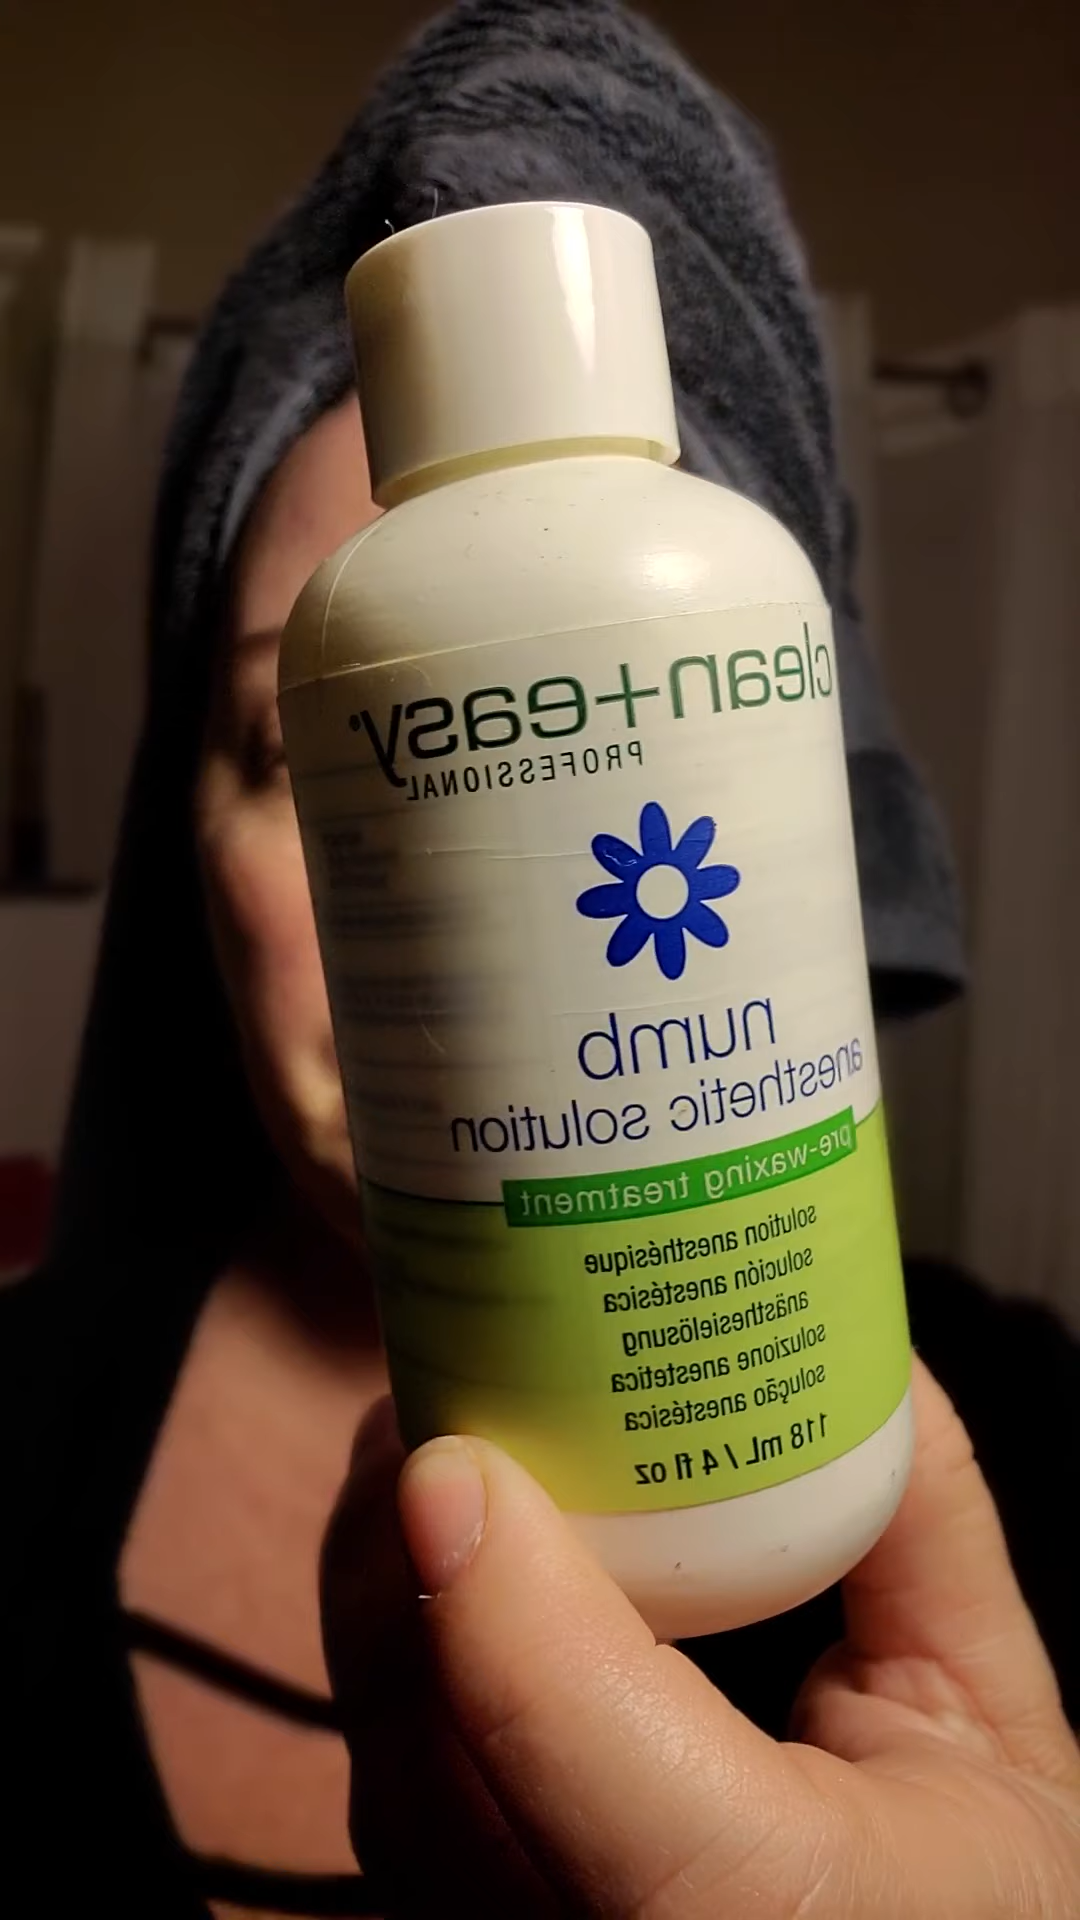 clean+easy®
PROFESSIONAL
numb
anesthetic solution
pre-waxing treatment
solution anesthésique
solución anestésica
anästhesielösung
soluzione anestetica
solução anestésica
118 mL / 4 fl oz